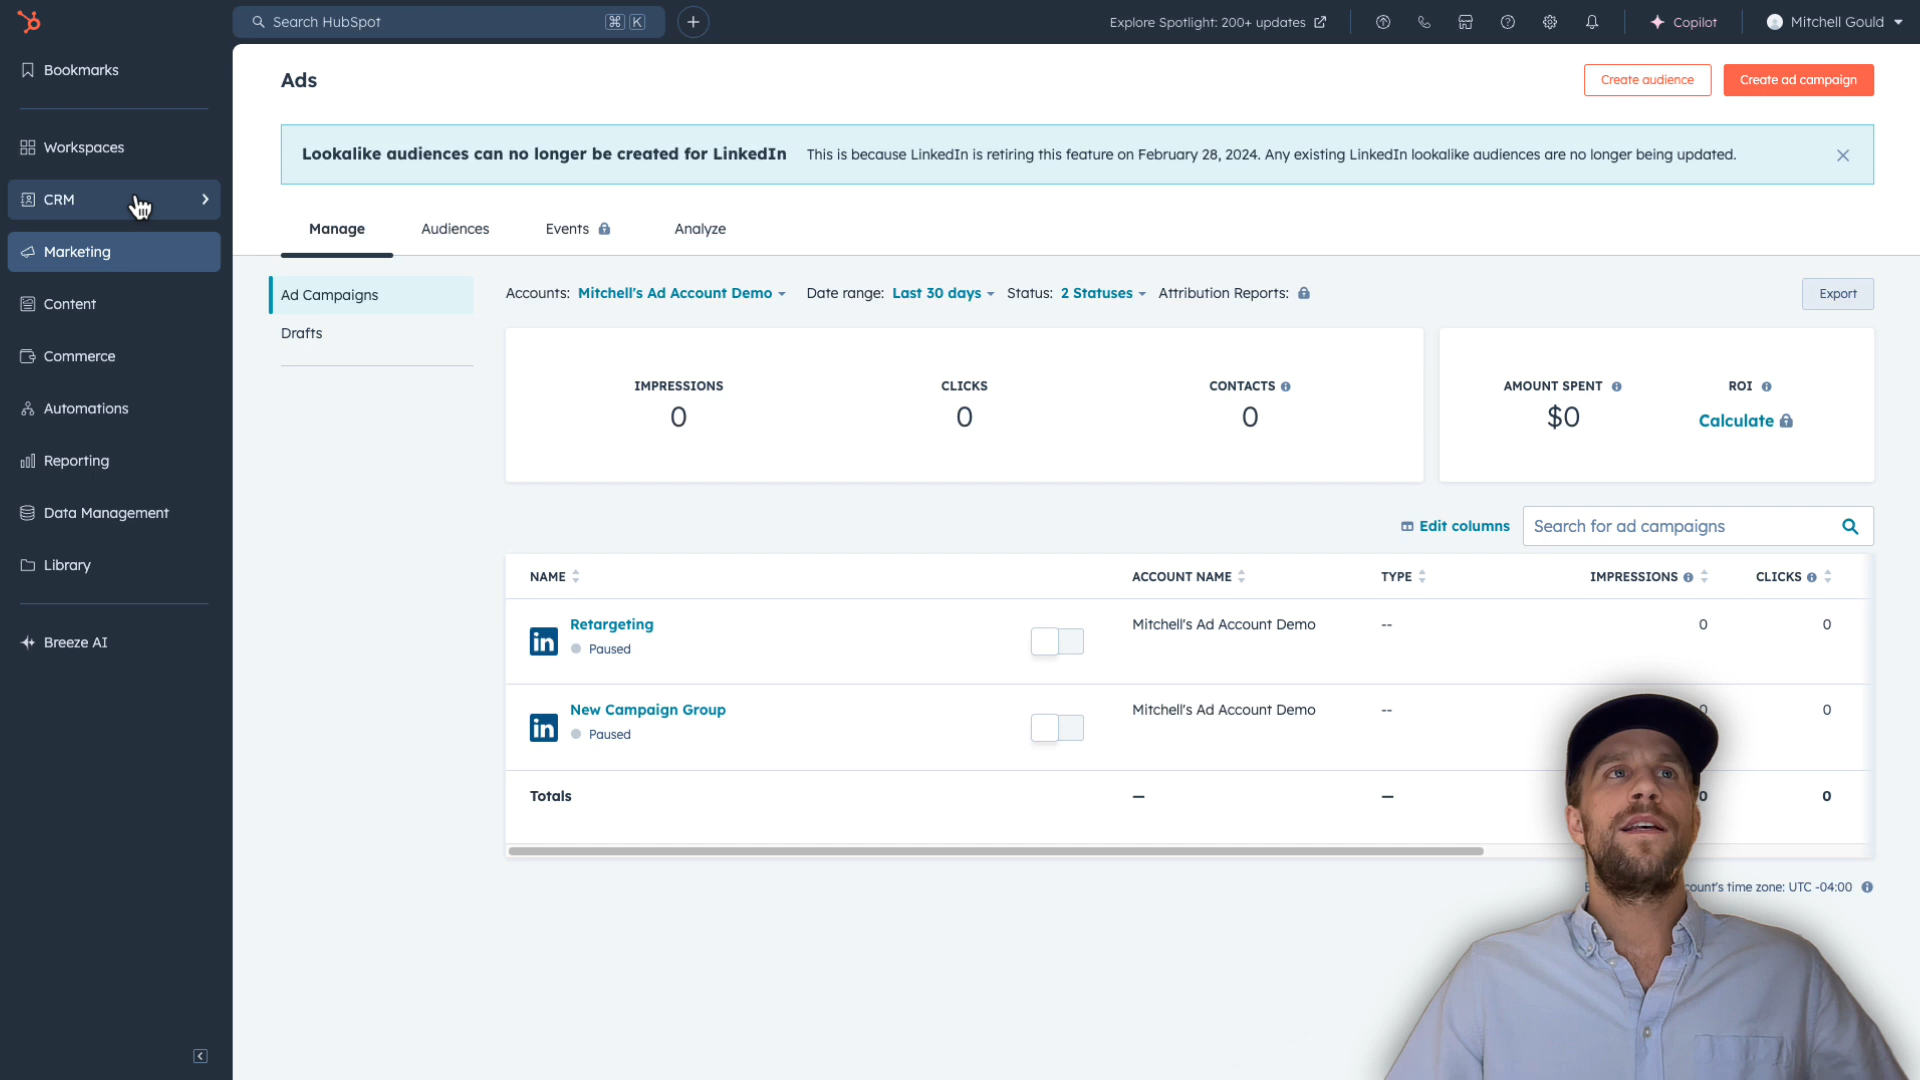 Search HubSpot
⌘ K
Explore Spotlight: 200+ updates
Copilot
Mitchell Gould
Bookmarks
Workspaces
CRM
Marketing
Content
Commerce
Automations
Reporting
Data Management
Library
Breeze AI
Ads
Create audience
Create ad campaign
Lookalike audiences can no longer be created for LinkedIn This is because LinkedIn is retiring this feature on February 28, 2024. Any existing LinkedIn lookalike audiences are no longer being updated.
Manage Audiences Events Analyze
Ad Campaigns
Drafts
Accounts: Mitchell's Ad Account Demo Date range: Last 30 days Status: 2 Statuses Attribution Reports:
Export
IMPRESSIONS CLICKS CONTACTS
0 0 0
AMOUNT SPENT ROI
$0 Calculate
Edit columns
Search for ad campaigns
NAME ACCOUNT NAME TYPE IMPRESSIONS CLICKS
in Retargeting Mitchell's Ad Account Demo -- 0 0
Paused
in New Campaign Group Mitchell's Ad Account Demo -- 0 0
Paused
Totals — — 0 0
time zone: UTC -04:00